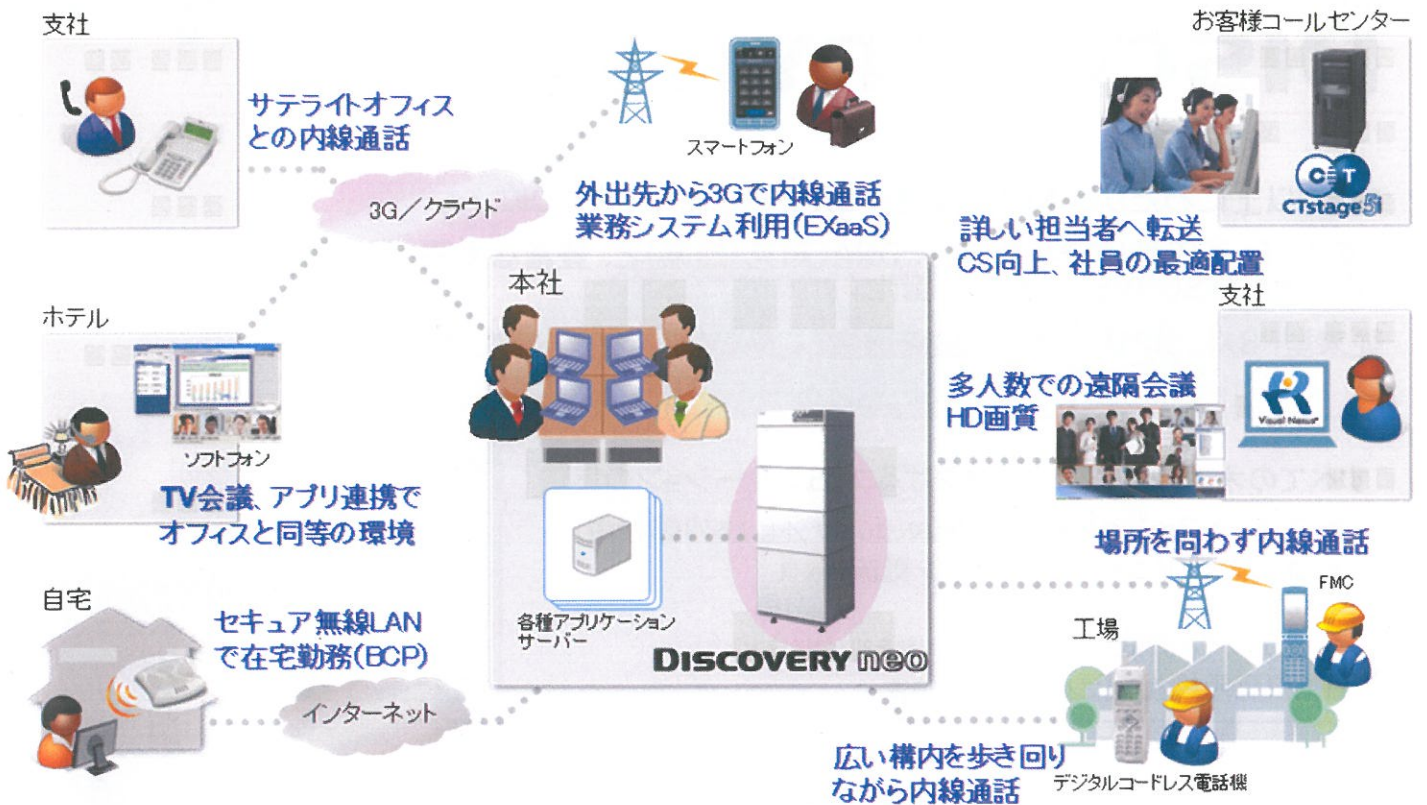 支社
サテライトオフィス
との内線通話
3G/クラウド
スマートフォン
外出先から3Gで内線通話
業務システム利用(EXaaS)
お客様コールセンター
CT
CTstage5i
詳しい担当者へ転送
CS向上、社員の最適配置
ホテル
ソフトフォン
TV会議、アプリ連携で
オフィスと同等の環境
本社
各種アプリケーション
サーバー
DISCOVERY neo
支社
Visual Nexus
多人数での遠隔会議
HD画質
自宅
セキュア無線LAN
で在宅勤務(BCP)
インターネット
場所を問わず内線通話
FMC
工場
広い構内を歩き回り
ながら内線通話
デジタルコードレス電話機